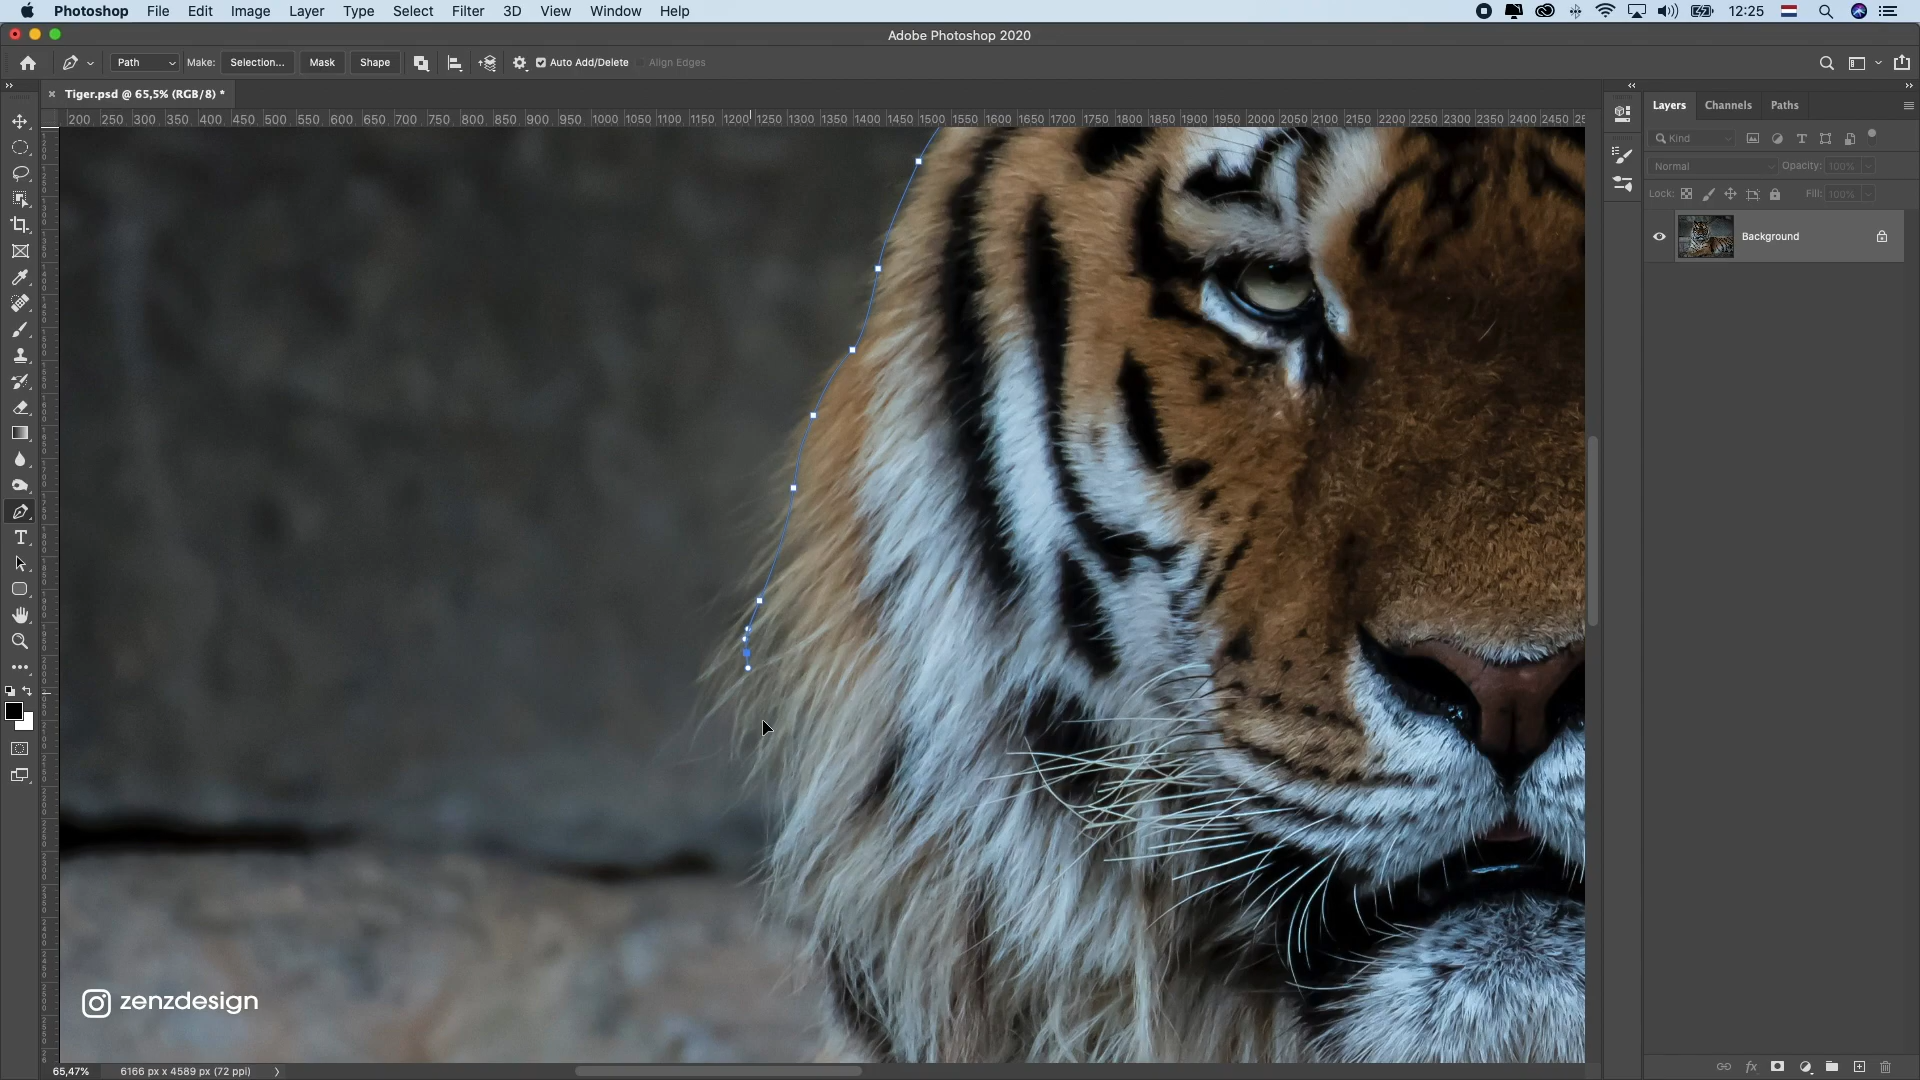 Photoshop File Edit Image Layer Type Select Filter 3D View Window Help 12:25
Adobe Photoshop 2020
Path Make: Selection... Mask Shape Auto Add/Delete Align Edges
Tiger.psd @ 65,5% (RGB/8) *
Layers Channels Paths
200 250 300 350 400 450 500 550 600 650 700 750 800 850 900 950 1000 1050 1100 1150 1200 1250 1300 1350 1400 1450 1500 1550 1600 1650 1700 1750 1800 1850 1900 1950 2000 2050 2100 2150 2200 2250 2300 2350 2400 2450
Kind
Normal Opacity: 100%
Lock: Fill: 100%
Background
zenzdesign
65,47% 6166 px x 4589 px (72 ppi)